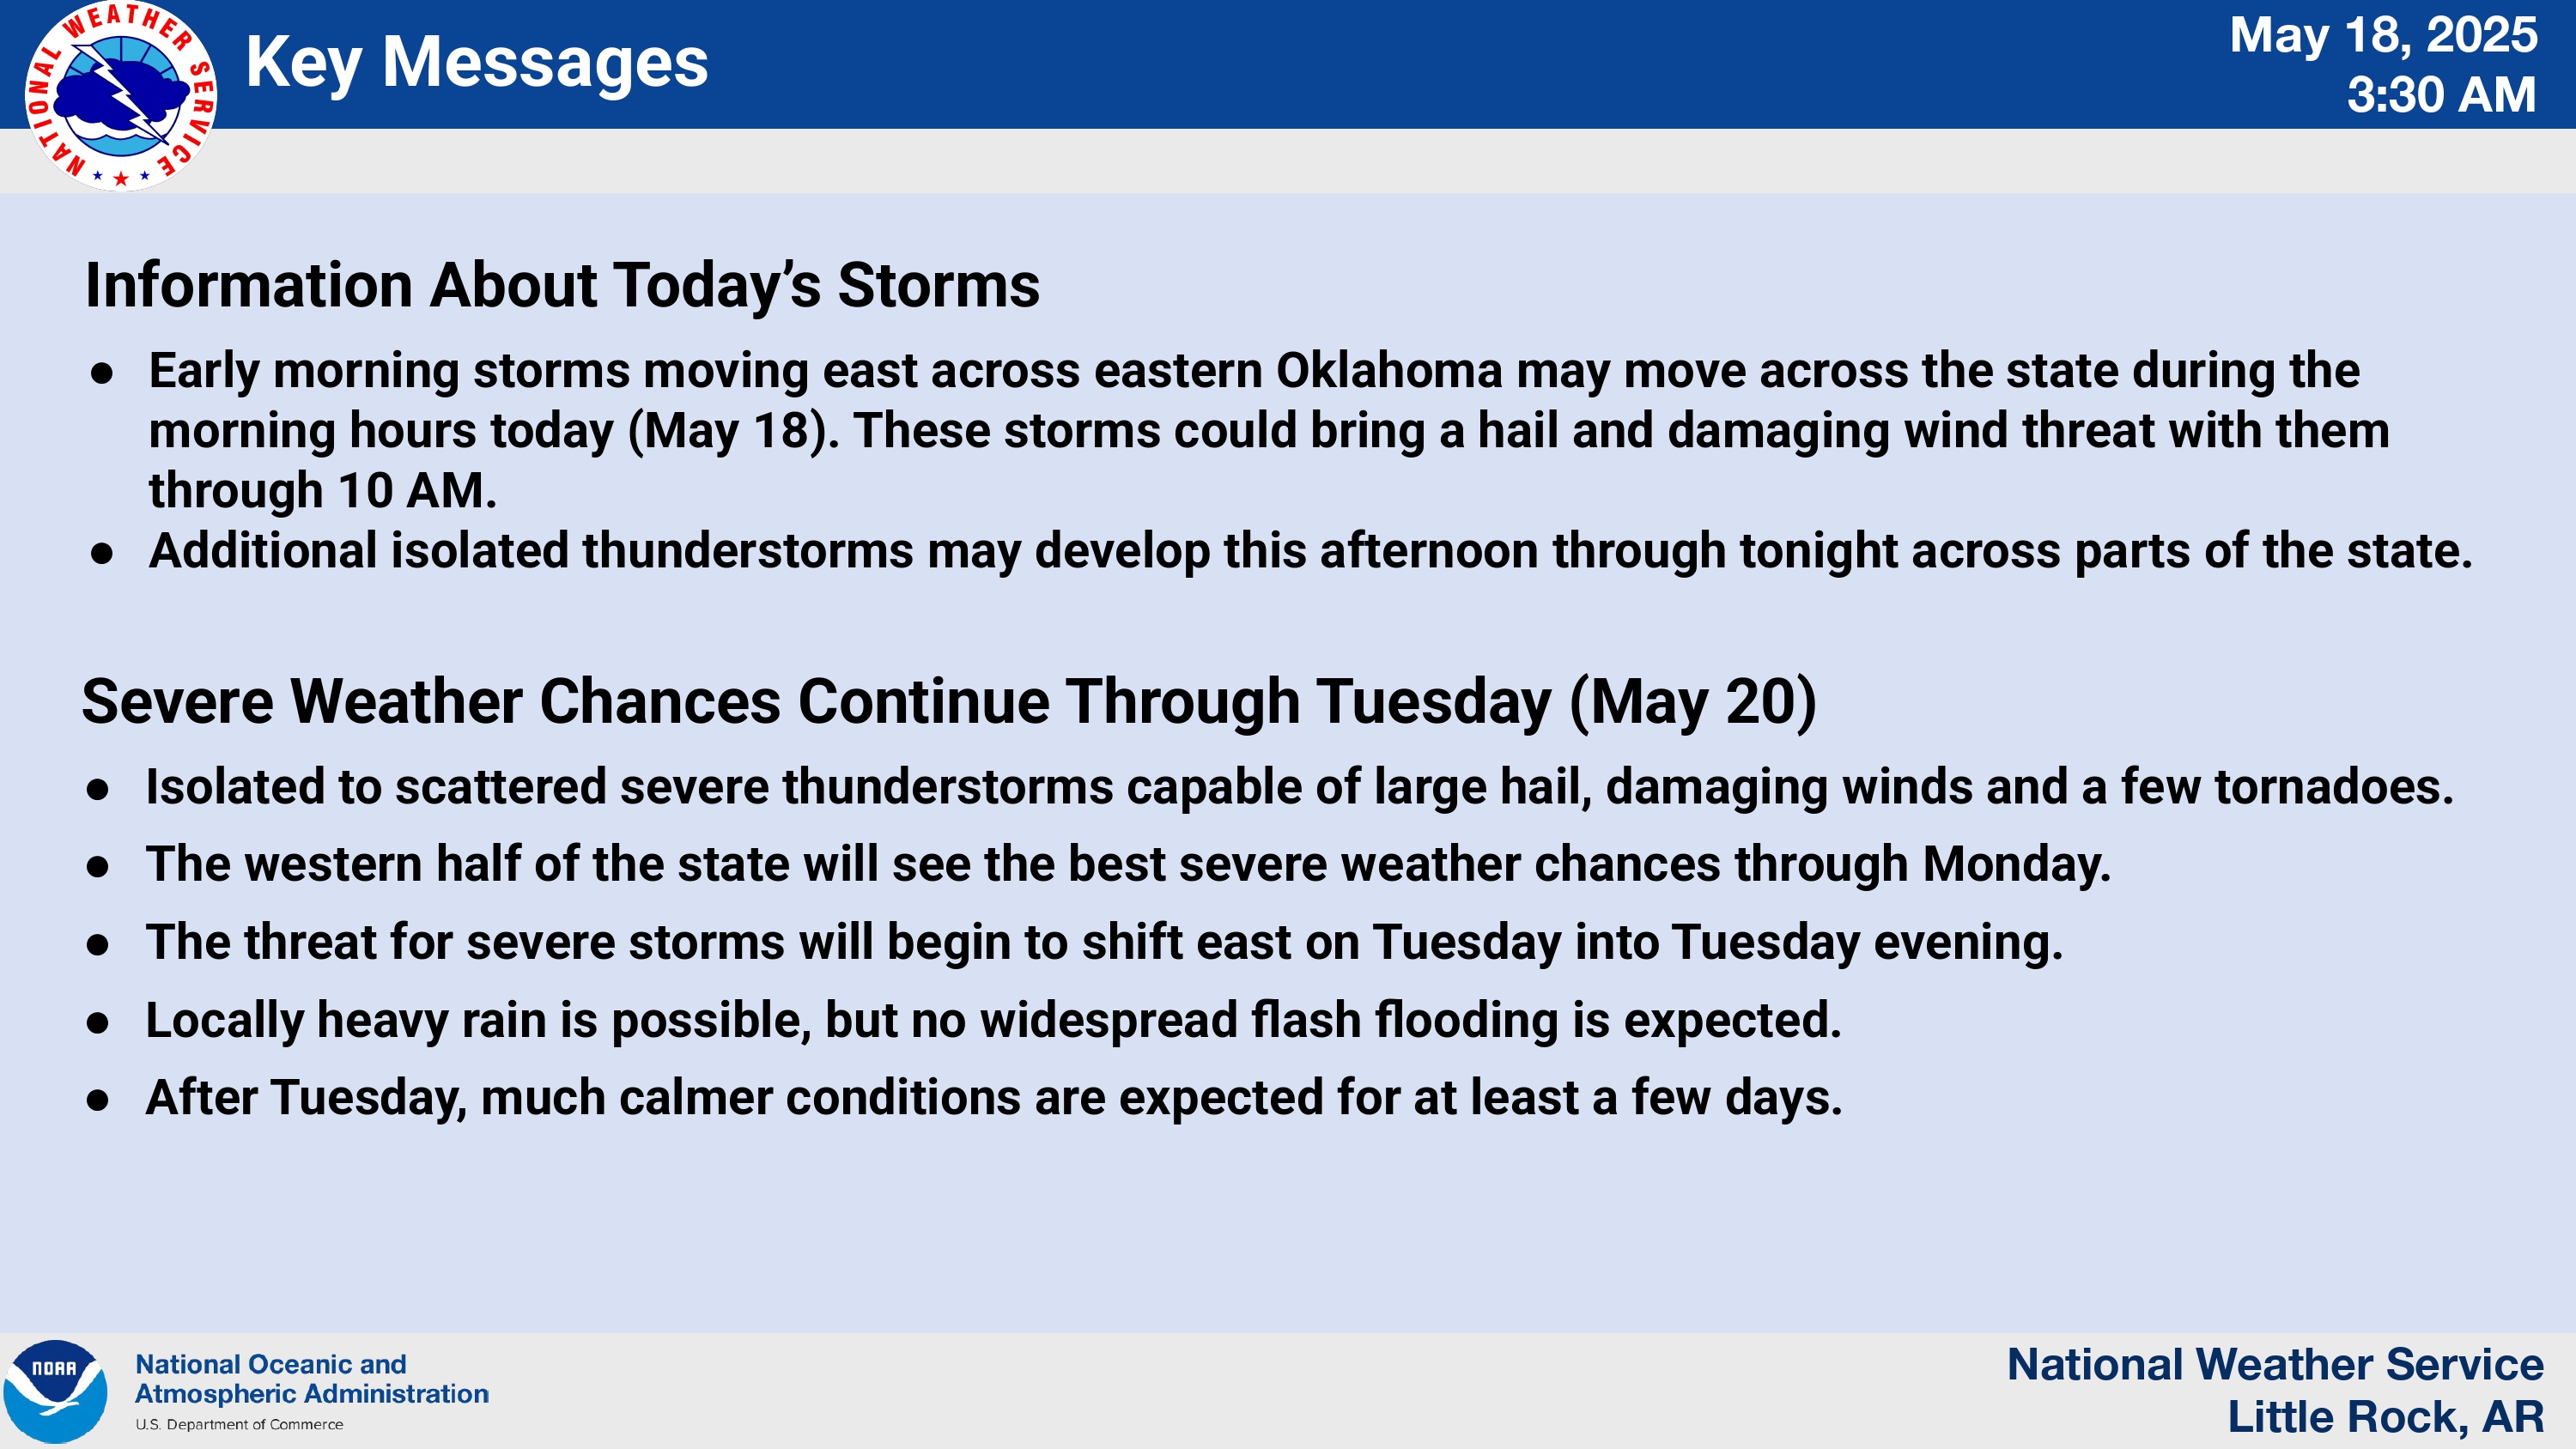 NATIONAL WEATHER SERVICE
Key Messages
May 18, 2025
3:30 AM
Information About Today’s Storms
● Early morning storms moving east across eastern Oklahoma may move across the state during the
morning hours today (May 18). These storms could bring a hail and damaging wind threat with them
through 10 AM.
● Additional isolated thunderstorms may develop this afternoon through tonight across parts of the state.
Severe Weather Chances Continue Through Tuesday (May 20)
● Isolated to scattered severe thunderstorms capable of large hail, damaging winds and a few tornadoes.
● The western half of the state will see the best severe weather chances through Monday.
● The threat for severe storms will begin to shift east on Tuesday into Tuesday evening.
● Locally heavy rain is possible, but no widespread flash flooding is expected.
● After Tuesday, much calmer conditions are expected for at least a few days.
NOAA
National Oceanic and
Atmospheric Administration
U.S. Department of Commerce
National Weather Service
Little Rock, AR